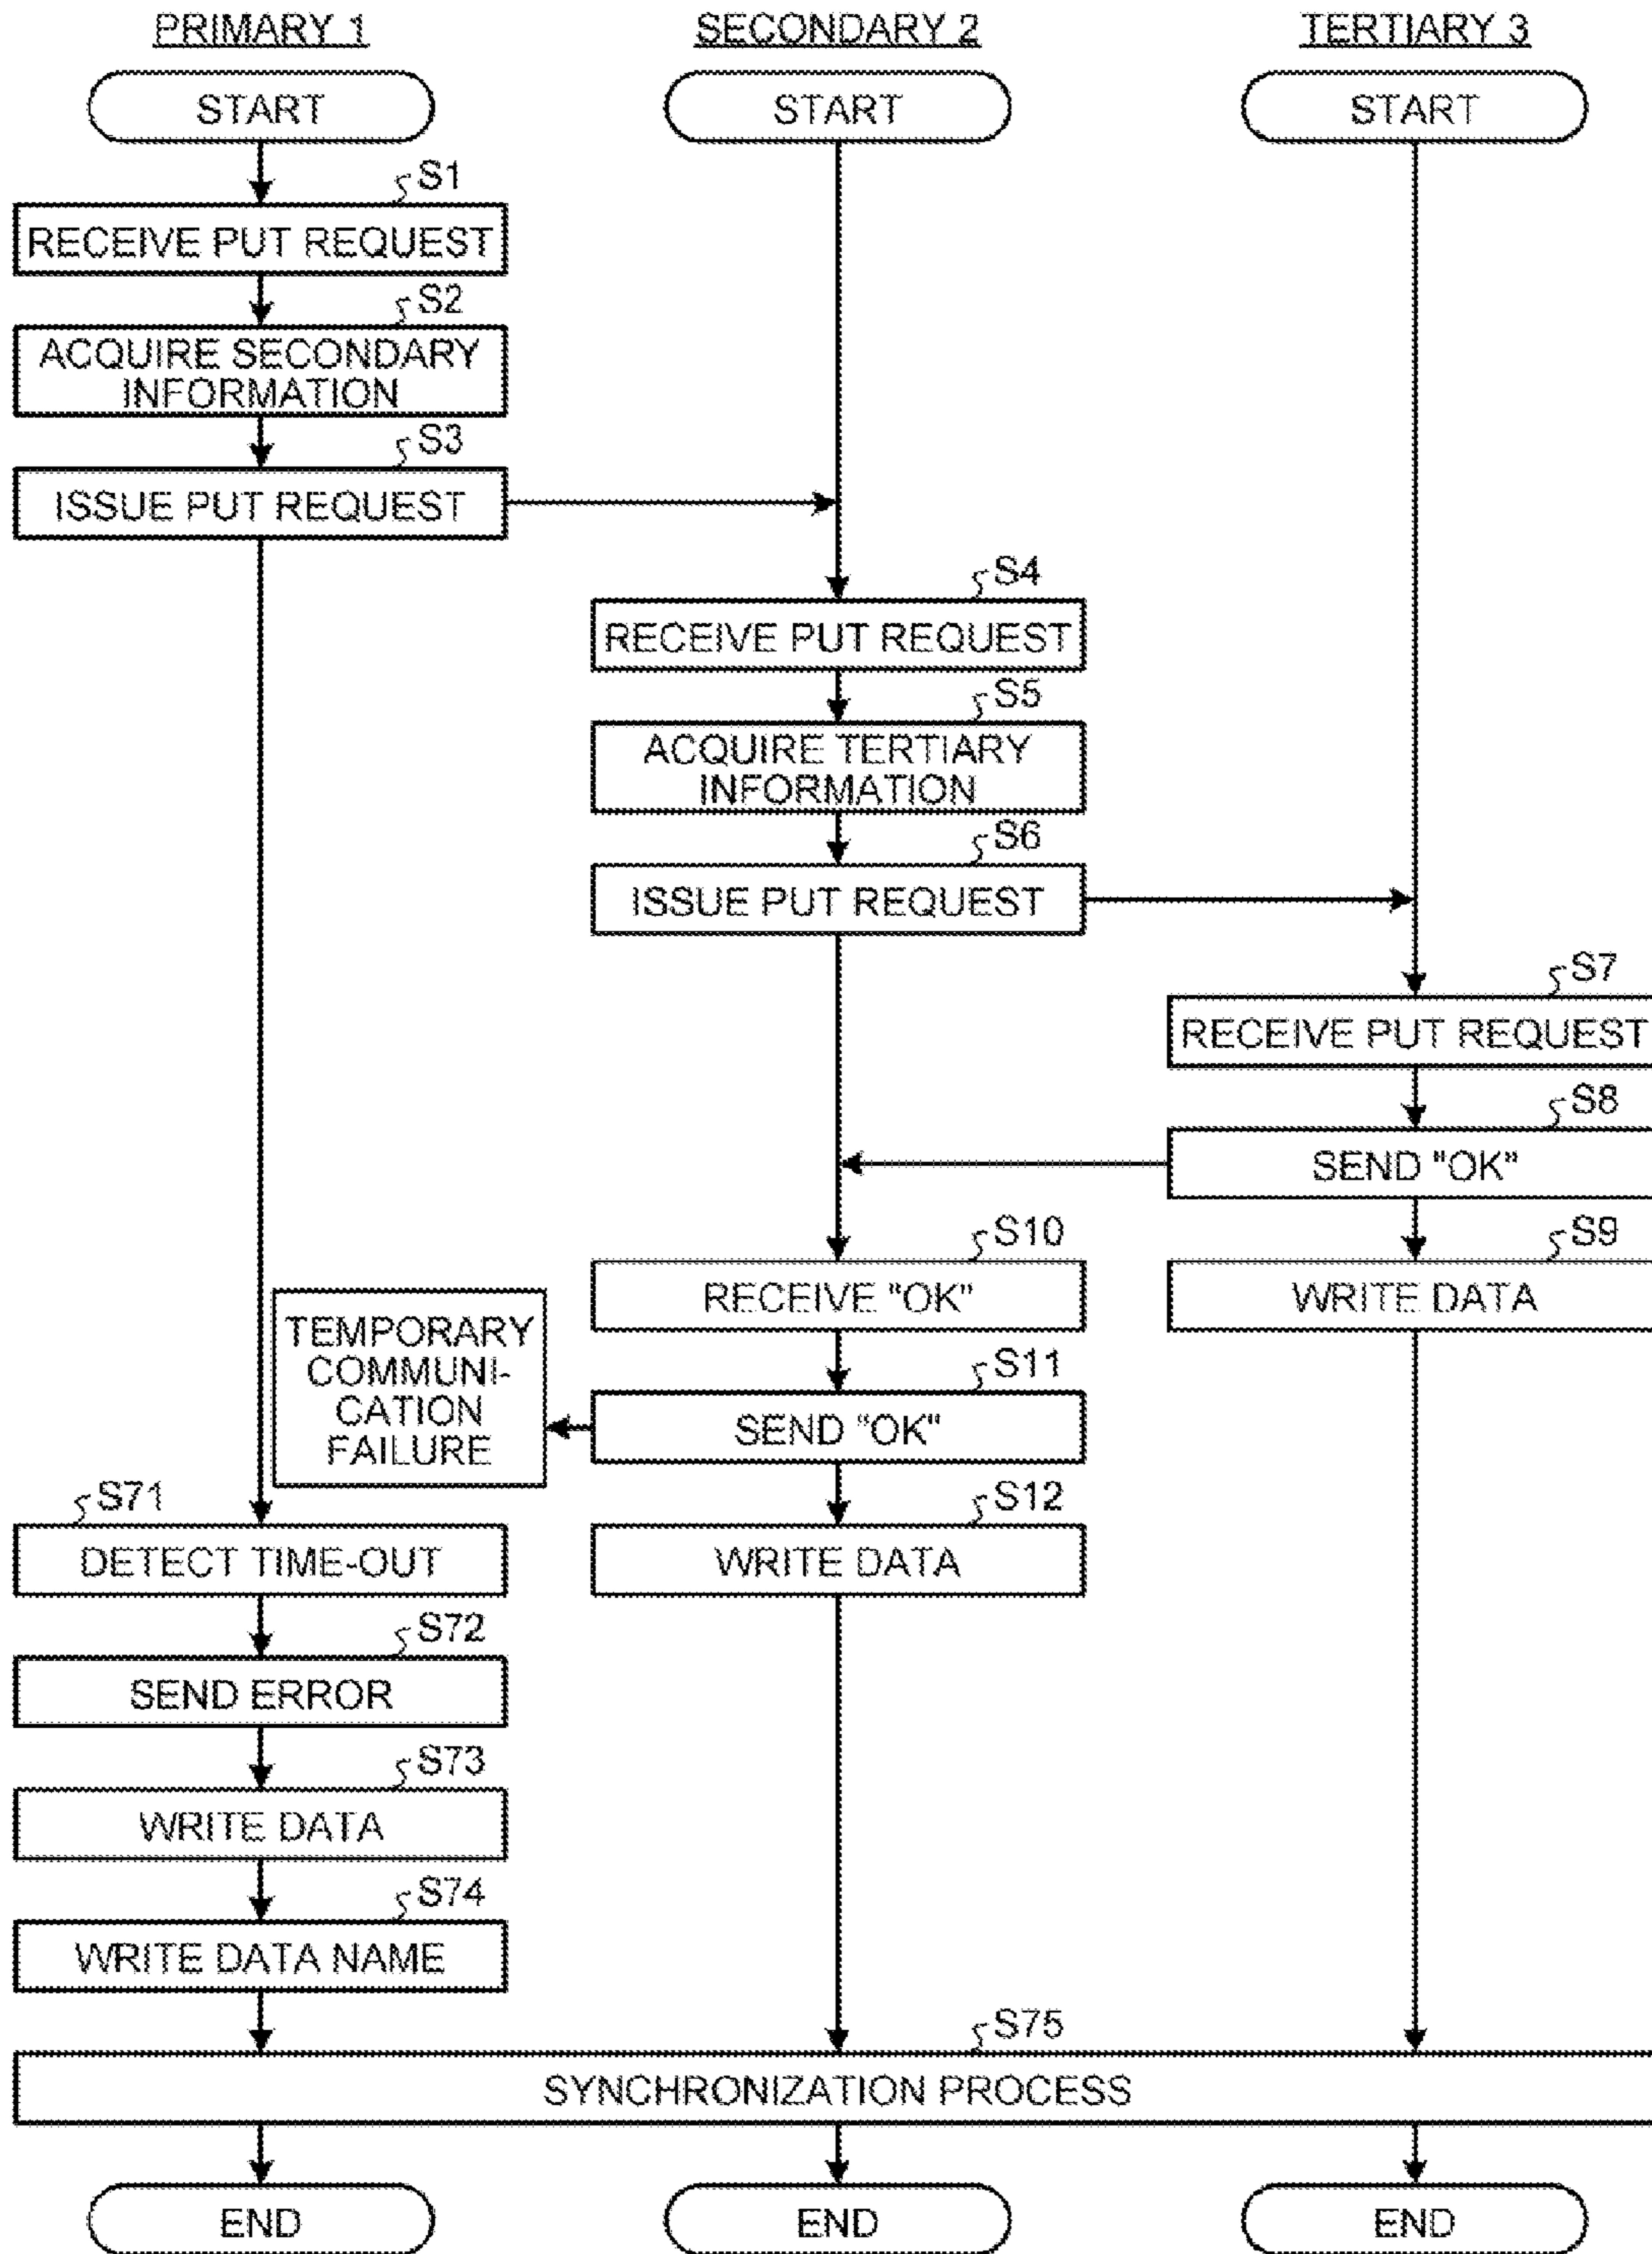 PRIMARY 1
SECONDARY 2
TERTIARY 3
START
START
START
S1
RECEIVE PUT REQUEST
S2
ACQUIRE SECONDARY
INFORMATION
S3
ISSUE PUT REQUEST
S4
RECEIVE PUT REQUEST
S5
ACQUIRE TERTIARY
INFORMATION
S6
ISSUE PUT REQUEST
S7
RECEIVE PUT REQUEST
S8
SEND "OK"
S9
WRITE DATA
S10
RECEIVE "OK"
S11
SEND "OK"
TEMPORARY
COMMUNI-
CATION
FAILURE
S12
WRITE DATA
S71
DETECT TIME-OUT
S72
SEND ERROR
S73
WRITE DATA
S74
WRITE DATA NAME
S75
SYNCHRONIZATION PROCESS
END
END
END